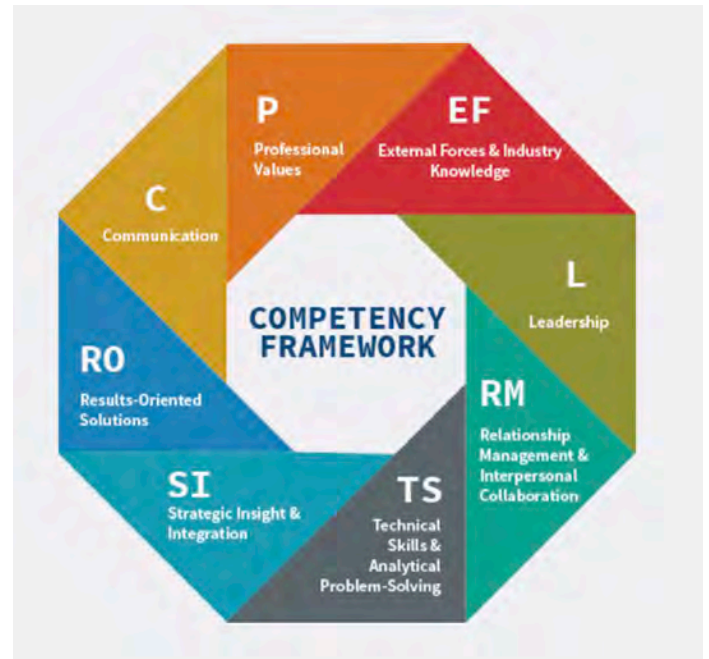 P
Professional
Values
EF
External Forces & Industry
Knowledge
L
Leadership
RM
Relationship
Management &
Interpersonal
Collaboration
TS
Technical
Skills &
Analytical
Problem-Solving
SI
Strategic Insight &
Integration
RO
Results-Oriented
Solutions
C
Communication
COMPETENCY
FRAMEWORK